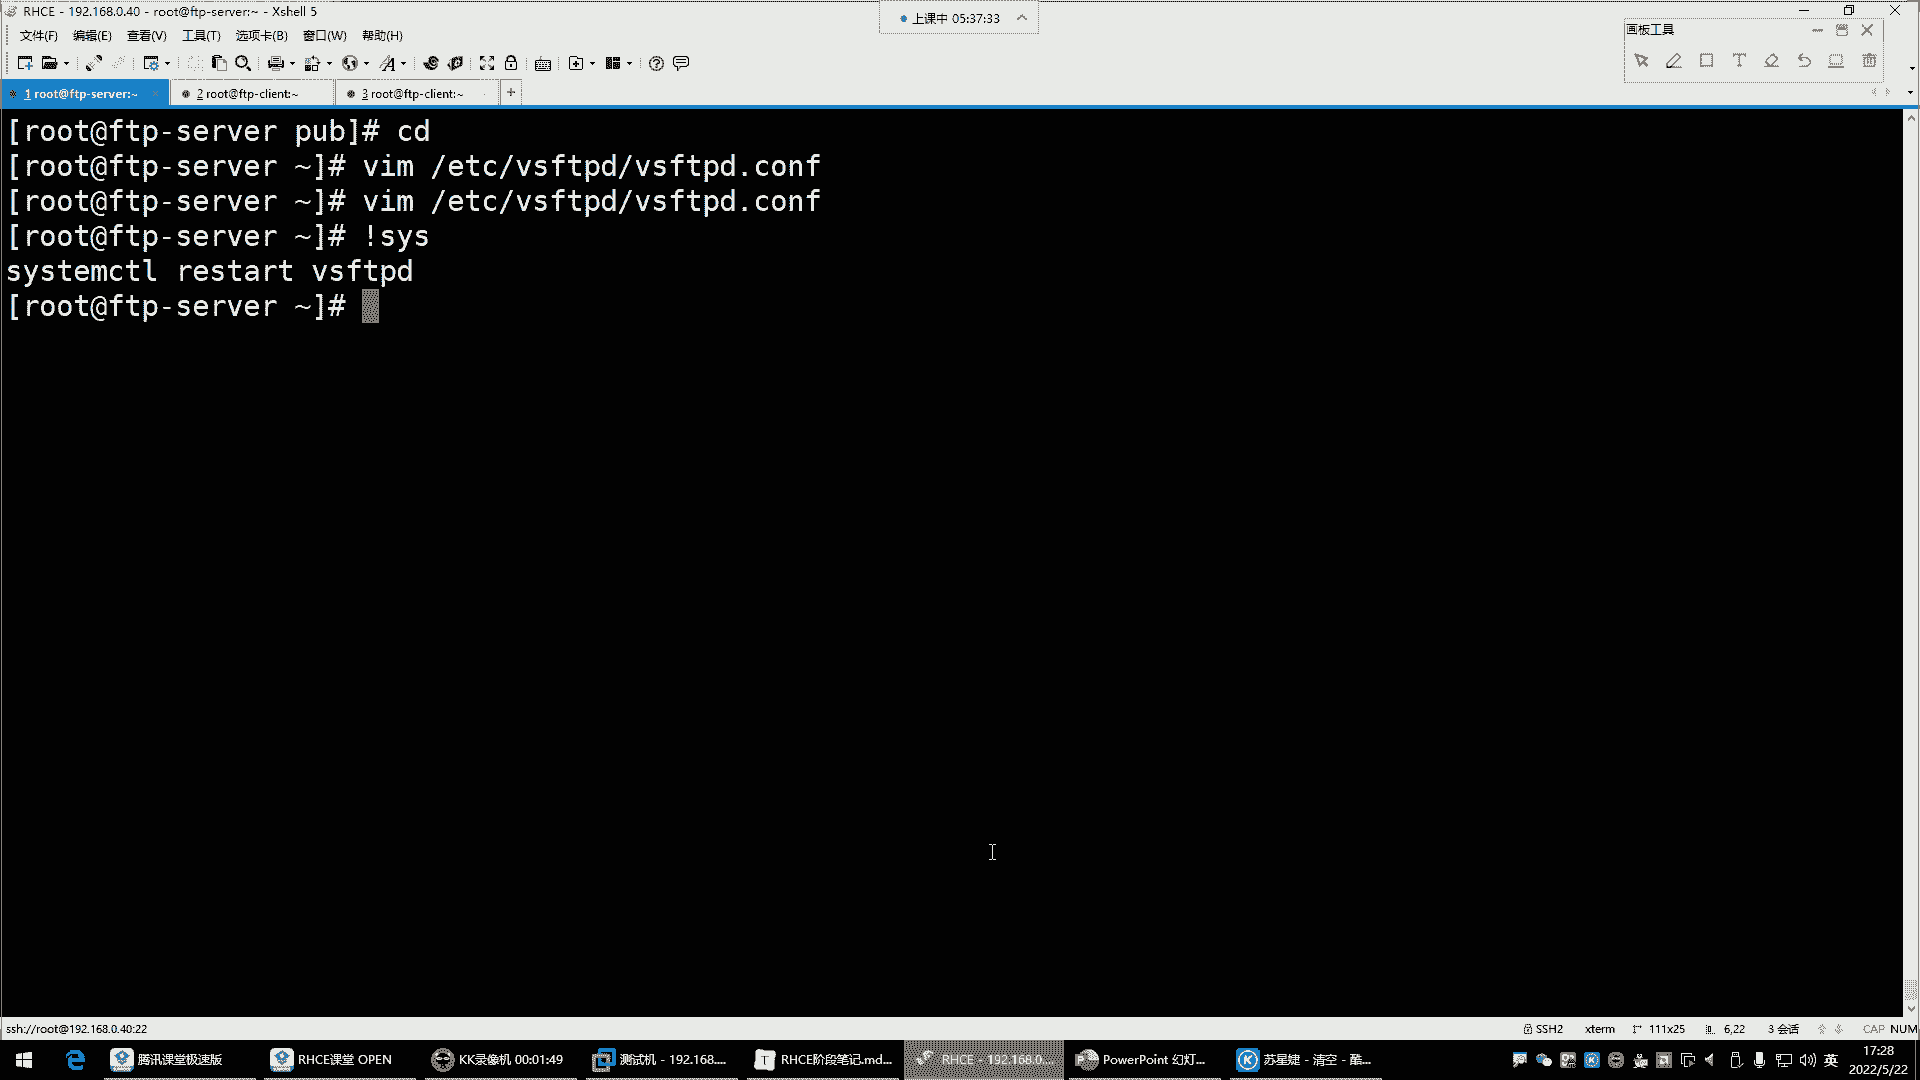 RHCE - 192.168.0.40 - root@ftp-server:~ - Xshell 5
上课中 05:37:33
画板工具
文件(F) 编辑(E) 查看(V) 工具(T) 选项卡(B) 窗口(W) 帮助(H)
1 root@ftp-server:~
2 root@ftp-client:~
3 root@ftp-client:~
[root@ftp-server pub]# cd
[root@ftp-server ~]# vim /etc/vsftpd/vsftpd.conf
[root@ftp-server ~]# vim /etc/vsftpd/vsftpd.conf
[root@ftp-server ~]# !sys
systemctl restart vsftpd
[root@ftp-server ~]#
ssh://root@192.168.0.40:22
SSH2 xterm 111x25 6,22 3 会话 CAP NUM
腾讯课堂极速版
RHCE课堂 OPEN
KK录像机 00:01:49
测试机 - 192.168....
RHCE阶段笔记.md...
RHCE - 192.168.0...
PowerPoint 幻灯...
苏星婕 - 清空 - 酷...
英
17:28
2022/5/22